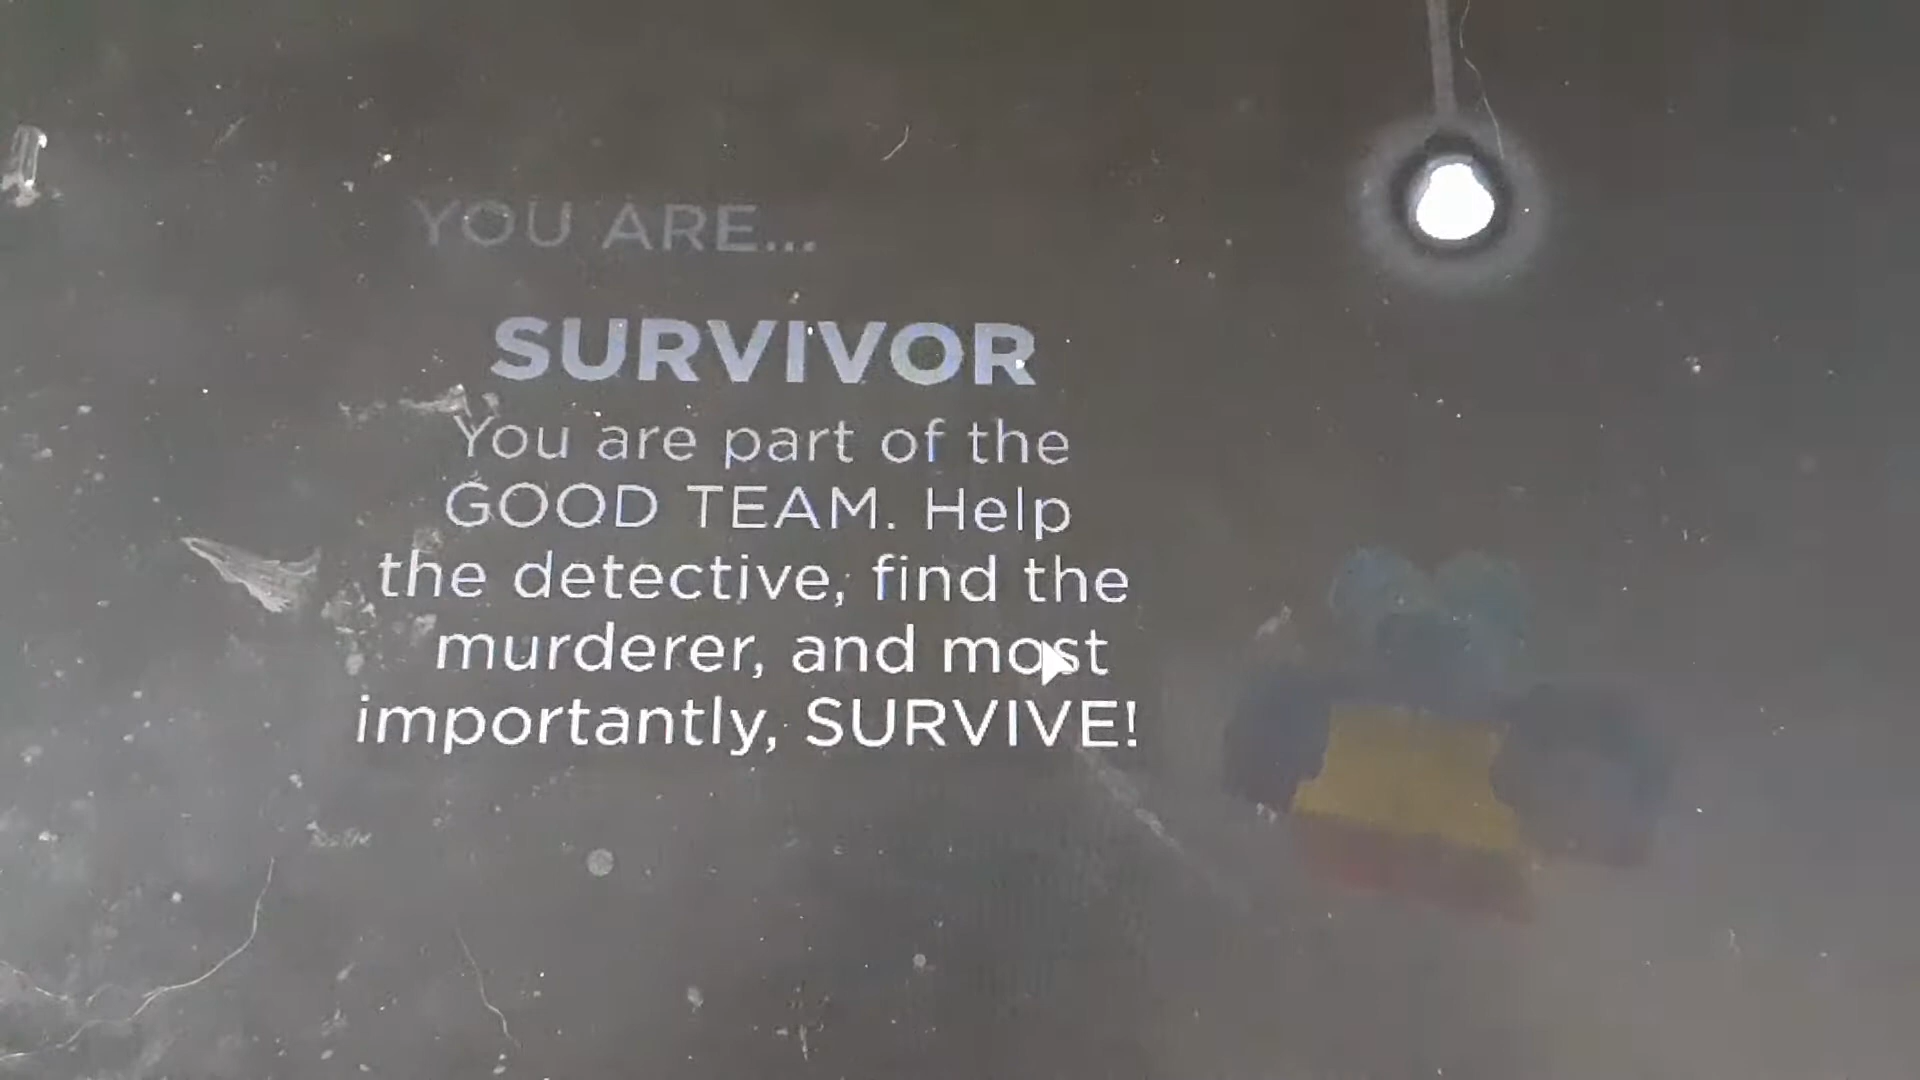 YOU ARE...
SURVIVOR
You are part of the
GOOD TEAM. Help
the detective, find the
murderer, and most
importantly, SURVIVE!